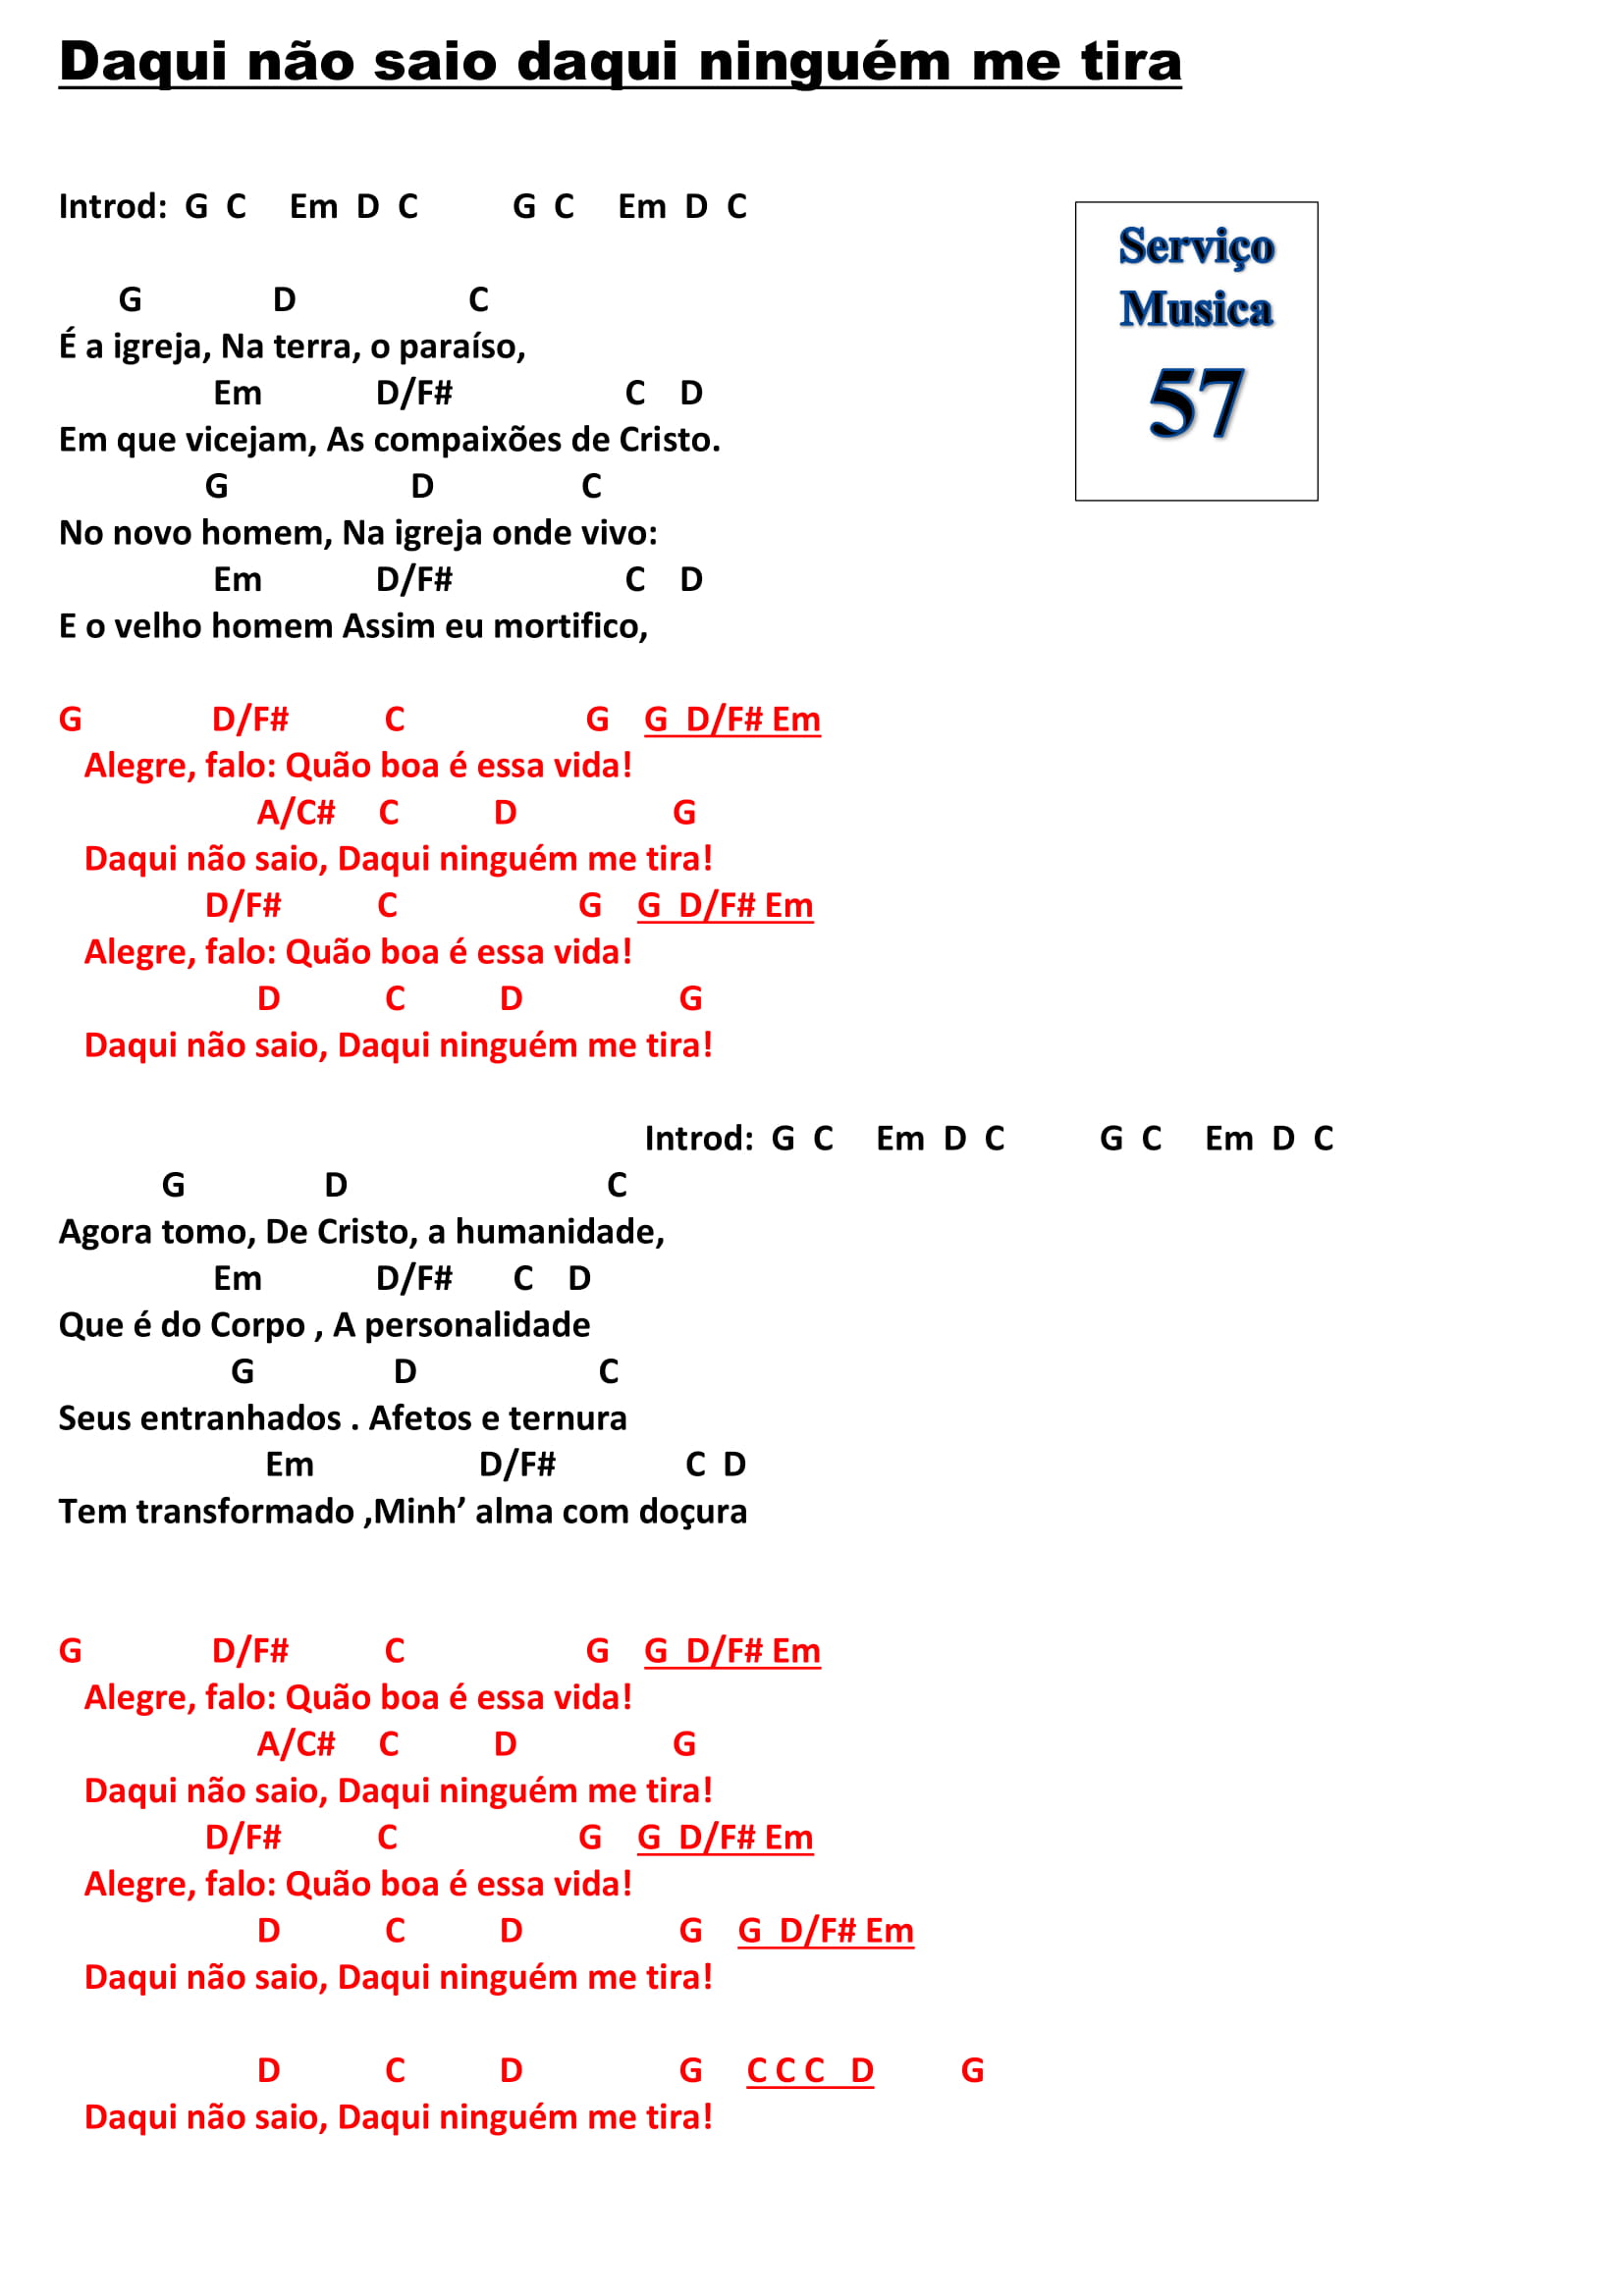 Daqui não saio daqui ninguém me tira
Introd: G C Em D C G C Em D C
Serviço
Musica
57
G D C
É a igreja, Na terra, o paraíso,
Em D/F# C D
Em que vicejam, As compaixões de Cristo.
G D C
No novo homem, Na igreja onde vivo:
Em D/F# C D
E o velho homem Assim eu mortifico,
G D/F# C G G D/F# Em
Alegre, falo: Quão boa é essa vida!
A/C# C D G
Daqui não saio, Daqui ninguém me tira!
D/F# C G G D/F# Em
Alegre, falo: Quão boa é essa vida!
D C D G
Daqui não saio, Daqui ninguém me tira!
Introd: G C Em D C G C Em D C
G D C
Agora tomo, De Cristo, a humanidade,
Em D/F# C D
Que é do Corpo , A personalidade
G D C
Seus entranhados . Afetos e ternura
Em D/F# C D
Tem transformado ,Minh’ alma com doçura
G D/F# C G G D/F# Em
Alegre, falo: Quão boa é essa vida!
A/C# C D G
Daqui não saio, Daqui ninguém me tira!
D/F# C G G D/F# Em
Alegre, falo: Quão boa é essa vida!
D C D G G D/F# Em
Daqui não saio, Daqui ninguém me tira!
D C D G C C C D G
Daqui não saio, Daqui ninguém me tira!